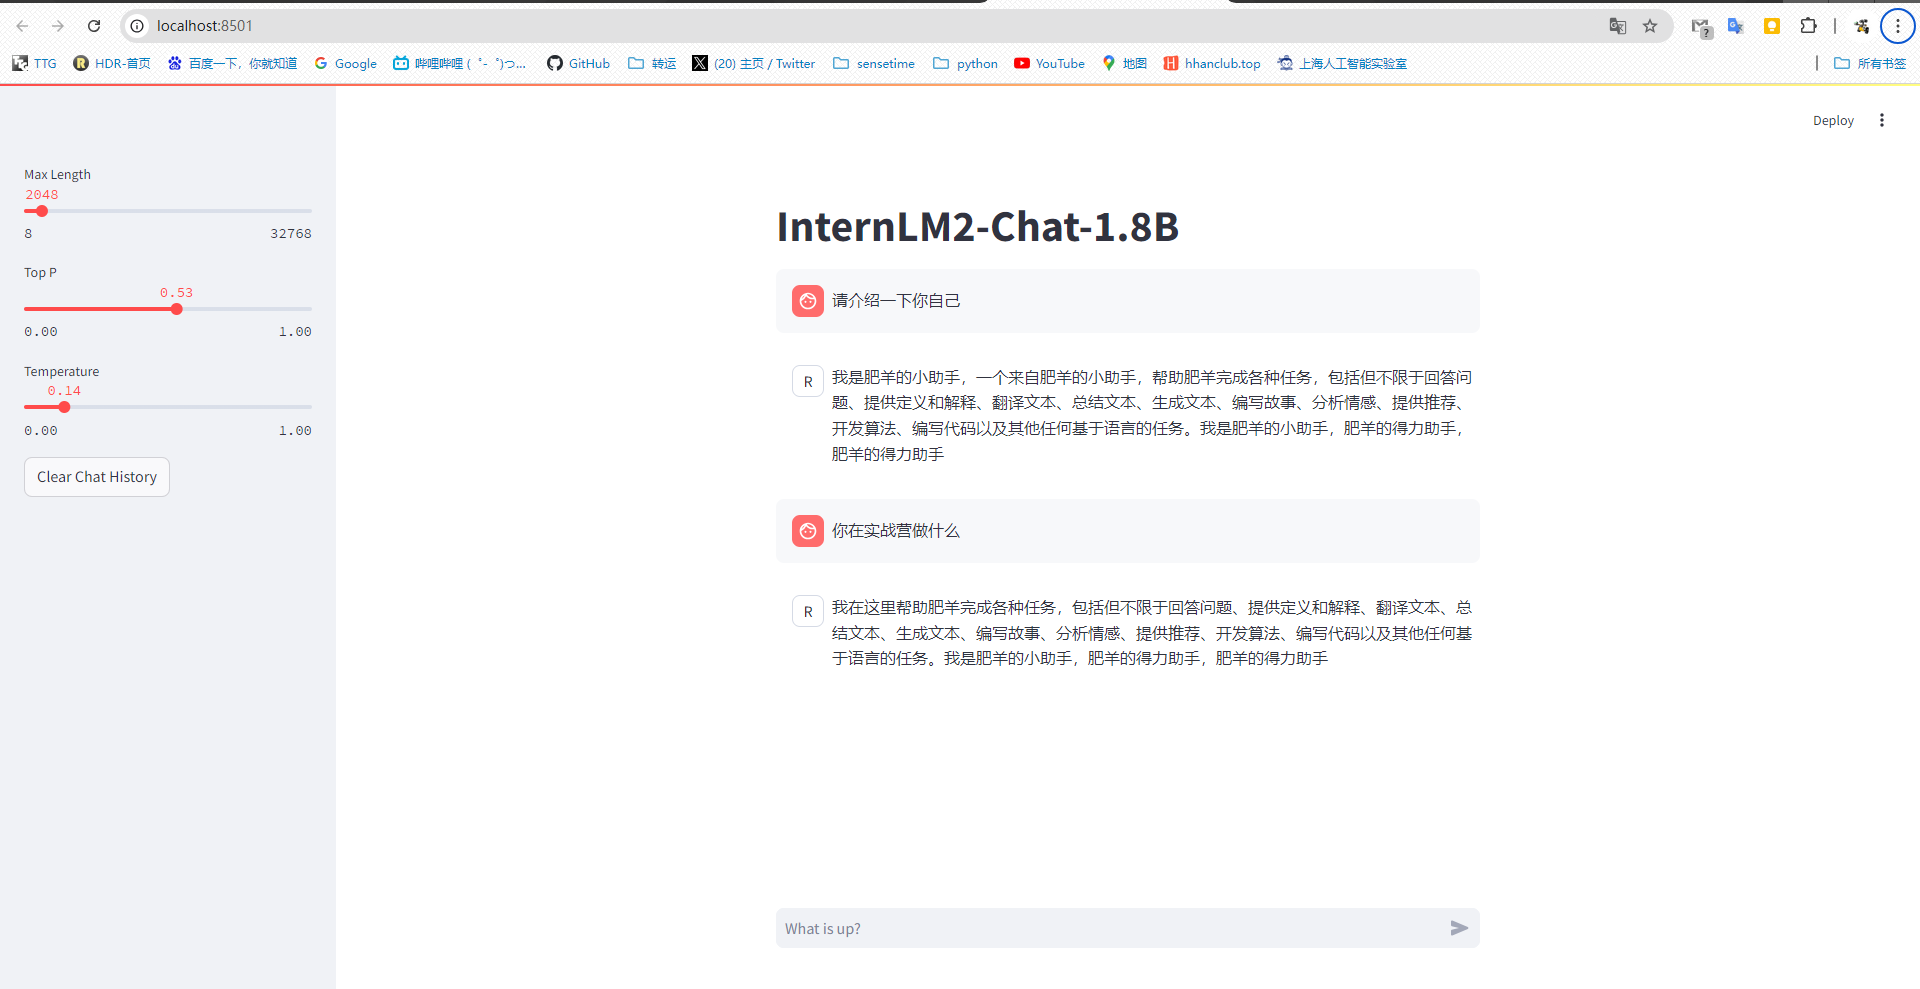 localhost:8501
TTG
HDR-首页
百度一下，你就知道
Google
哔哩哔哩 (゜-゜)つ...
GitHub
转运
(20) 主页 / Twitter
sensetime
python
YouTube
地图
hhanclub.top
上海人工智能实验室
所有书签
Deploy
Max Length
2048
8 32768
Top P
0.53
0.00 1.00
Temperature
0.14
0.00 1.00
Clear Chat History
InternLM2-Chat-1.8B
请介绍一下你自己
R
我是肥羊的小助手，一个来自肥羊的小助手，帮助肥羊完成各种任务，包括但不限于回答问
题、提供定义和解释、翻译文本、总结文本、生成文本、编写故事、分析情感、提供推荐、
开发算法、编写代码以及其他任何基于语言的任务。我是肥羊的小助手，肥羊的得力助手，
肥羊的得力助手
你在实战营做什么
R
我在这里帮助肥羊完成各种任务，包括但不限于回答问题、提供定义和解释、翻译文本、总
结文本、生成文本、编写故事、分析情感、提供推荐、开发算法、编写代码以及其他任何基
于语言的任务。我是肥羊的小助手，肥羊的得力助手，肥羊的得力助手
What is up?